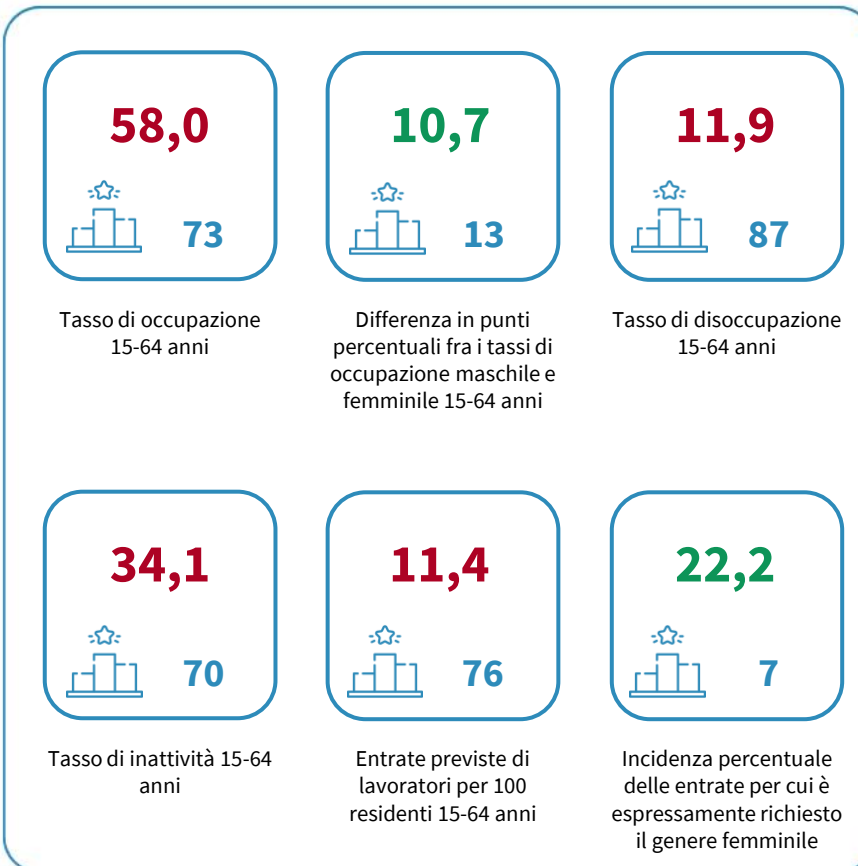 58,0
73
Tasso di occupazione
15-64 anni
10,7
13
Differenza in punti
percentuali fra i tassi di
occupazione maschile e
femminile 15-64 anni
11,9
87
Tasso di disoccupazione
15-64 anni
34,1
70
Tasso di inattività 15-64
anni
11,4
76
Entrate previste di
lavoratori per 100
residenti 15-64 anni
22,2
7
Incidenza percentuale
delle entrate per cui è
espressamente richiesto
il genere femminile